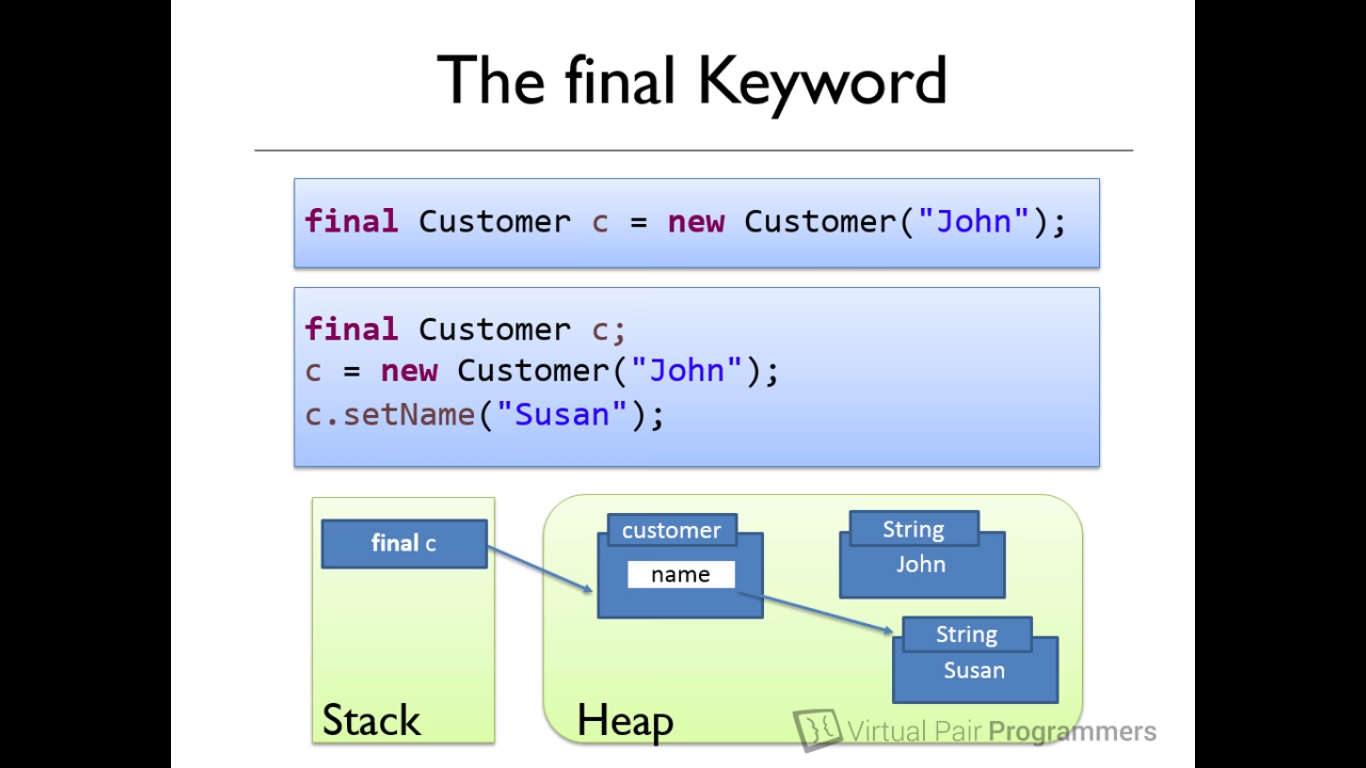 The final Keyword
final Customer c = new Customer("John");
final Customer c;
c = new Customer("John");
c.setName("Susan");
final c
customer
name
String
John
String
Susan
Stack
Heap
Virtual Pair Programmers